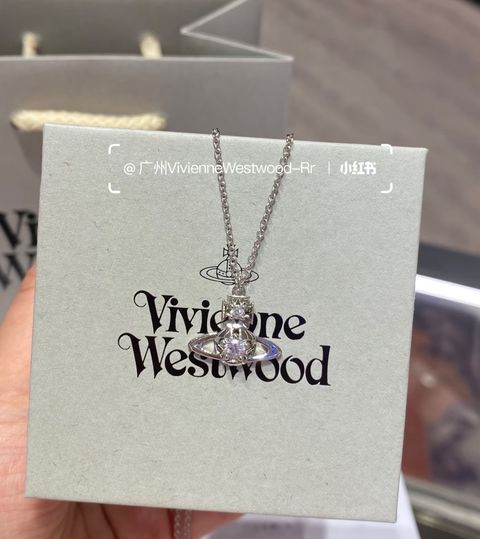 @广州VivienneWestwood-Rr | 小红书
Vivienne
Westwood
Vi
W